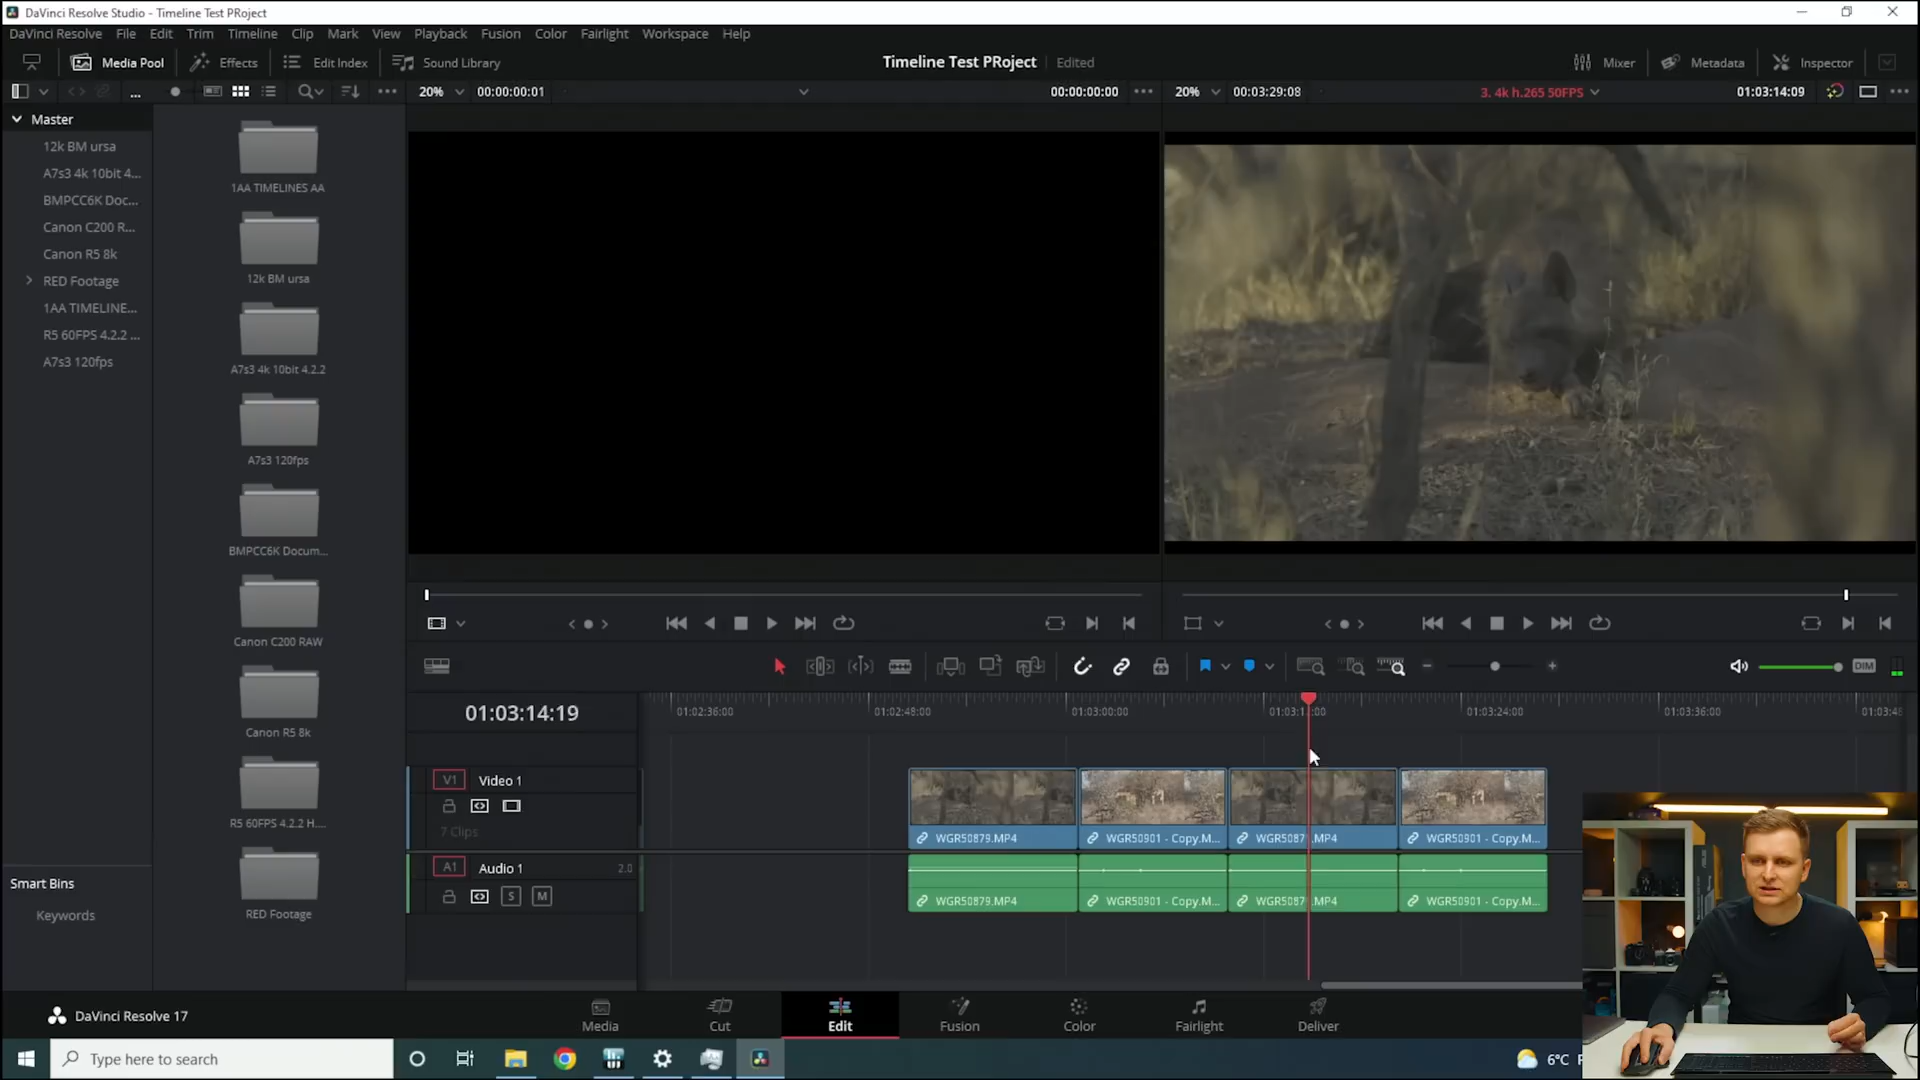 DaVinci Resolve Studio - Timeline Test PRoject
DaVinci Resolve File Edit Trim Timeline Clip Mark View Playback Fusion Color Fairlight Workspace Help
Media Pool Effects Edit Index Sound Library
Timeline Test PRoject Edited
Mixer Metadata Inspector
... 20% 00:00:00:01 00:00:00:00
20% 00:03:29:08 3. 4k h.265 50FPS 01:03:14:09
Master
12k BM ursa
A7s3 4k 10bit 4...
BMPCC6K Doc...
Canon C200 R...
Canon R5 8k
RED Footage
1AA TIMELINE...
R5 60FPS 4.2.2 ...
A7s3 120fps
Smart Bins
Keywords
1AA TIMELINES AA
12k BM ursa
A7s3 4k 10bit 4.2.2
A7s3 120fps
BMPCC6K Docum...
Canon C200 RAW
Canon R5 8k
R5 60FPS 4.2.2 H....
RED Footage
DIM
01:03:14:19
01:02:36:00 01:02:48:00 01:03:00:00 01:03:24:00 01:03:36:00 01:03:48
V1 Video 1
7 Clips
WGR50879.MP4 WGR50901 - Copy.M... WGR5087 .MP4 WGR50901 - Copy.M...
A1 Audio 1 2.0
S M
WGR50879.MP4 WGR50901 - Copy.M... WGR5087 .MP4 WGR50901 - Copy.M...
DaVinci Resolve 17
Media Cut Edit Fusion Color Fairlight Deliver
Type here to search
6°C